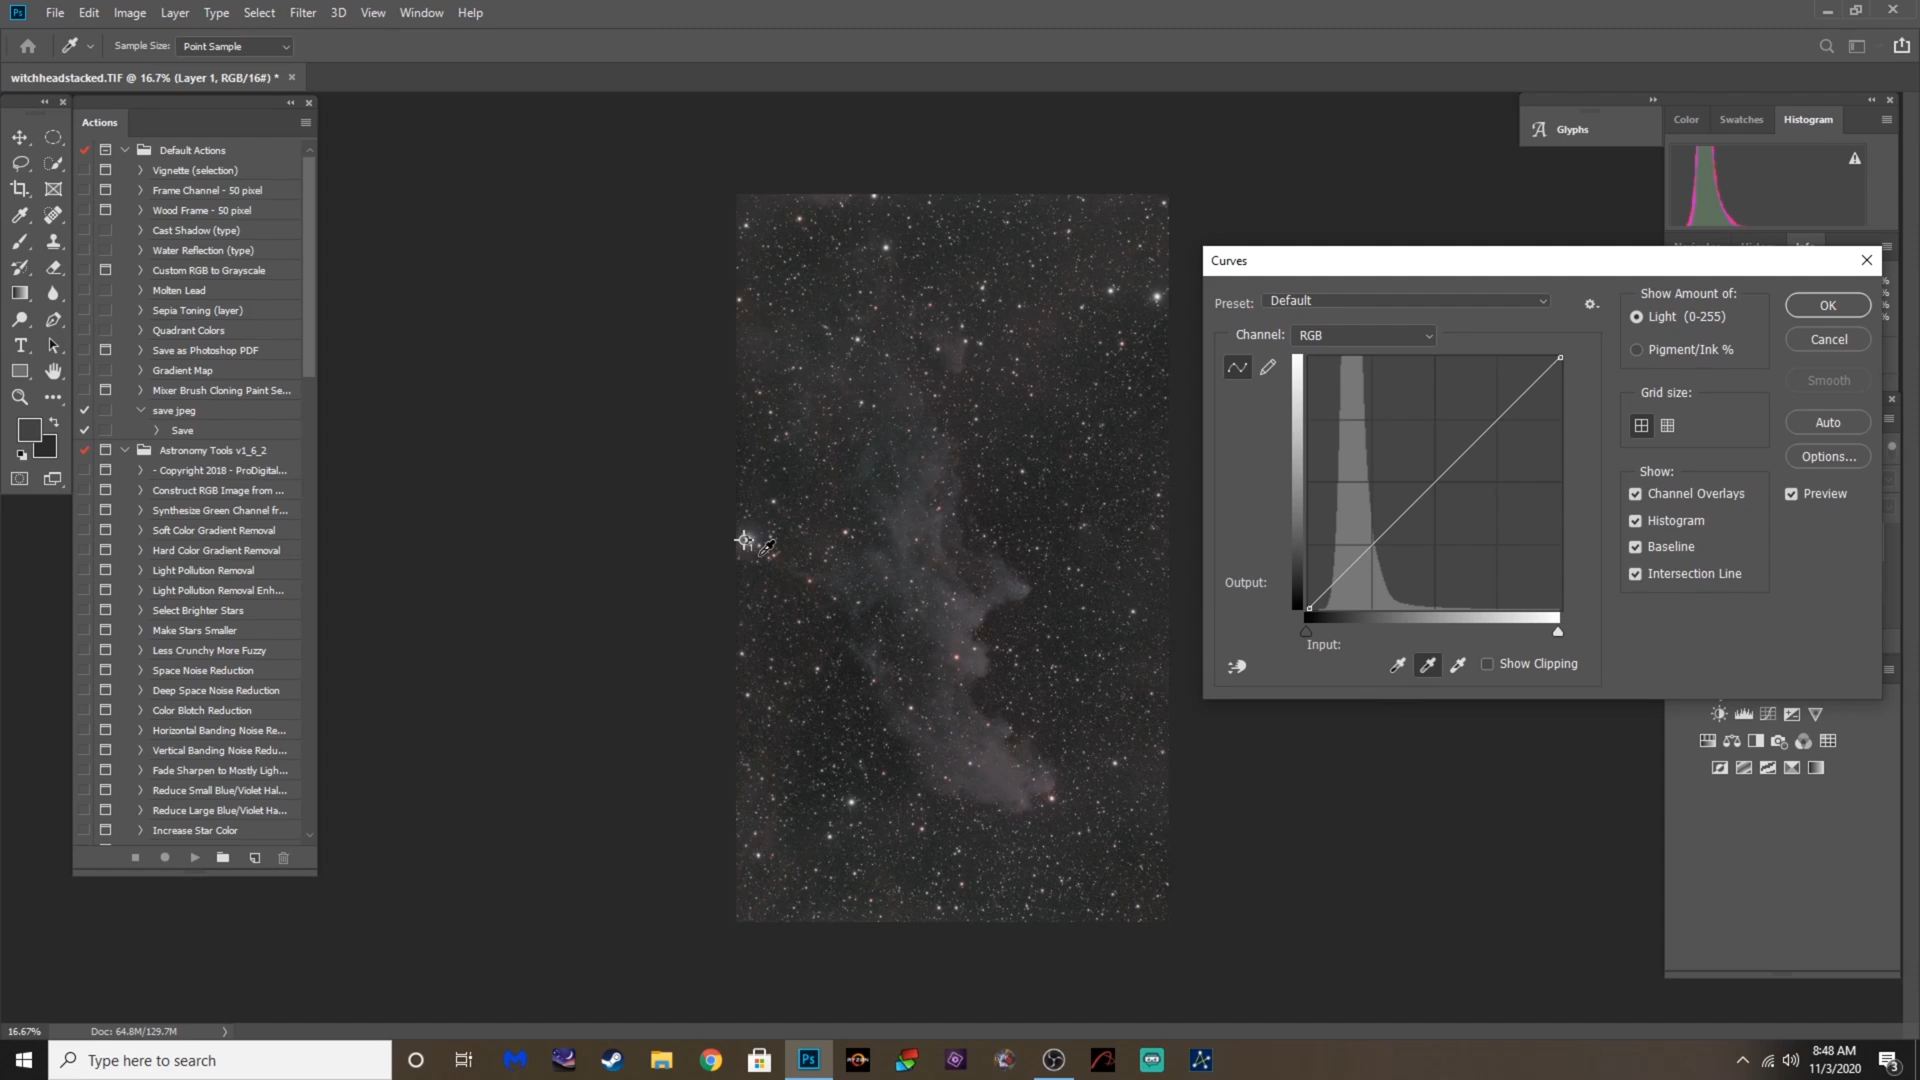 Ps File Edit Image Layer Type Select Filter 3D View Window Help
Sample Size: Point Sample
witchheadstacked.TIF @ 16.7% (Layer 1, RGB/16#) * ×
Actions
Default Actions
Vignette (selection)
Frame Channel - 50 pixel
Wood Frame - 50 pixel
Cast Shadow (type)
Water Reflection (type)
Custom RGB to Grayscale
Molten Lead
Sepia Toning (layer)
Quadrant Colors
Save as Photoshop PDF
Gradient Map
Mixer Brush Cloning Paint Se...
save jpeg
Save
Astronomy Tools v1_6_2
- Copyright 2018 - ProDigital...
Construct RGB Image from ...
Synthesize Green Channel fr...
Soft Color Gradient Removal
Hard Color Gradient Removal
Light Pollution Removal
Light Pollution Removal Enh...
Select Brighter Stars
Make Stars Smaller
Less Crunchy More Fuzzy
Space Noise Reduction
Deep Space Noise Reduction
Color Blotch Reduction
Horizontal Banding Noise Re...
Vertical Banding Noise Redu...
Fade Sharpen to Mostly Ligh...
Reduce Small Blue/Violet Hal...
Reduce Large Blue/Violet Ha...
Increase Star Color
Glyphs
Color Swatches Histogram
Curves
Preset: Default
Channel: RGB
Output:
Input:
Show Clipping
Show Amount of:
Light (0-255)
Pigment/Ink %
Grid size:
Show:
Channel Overlays
Histogram
Baseline
Intersection Line
OK
Cancel
Smooth
Auto
Options...
Preview
16.67% Doc: 64.8M/129.7M
Type here to search
Ps
RYZEN
8:48 AM
11/3/2020
3